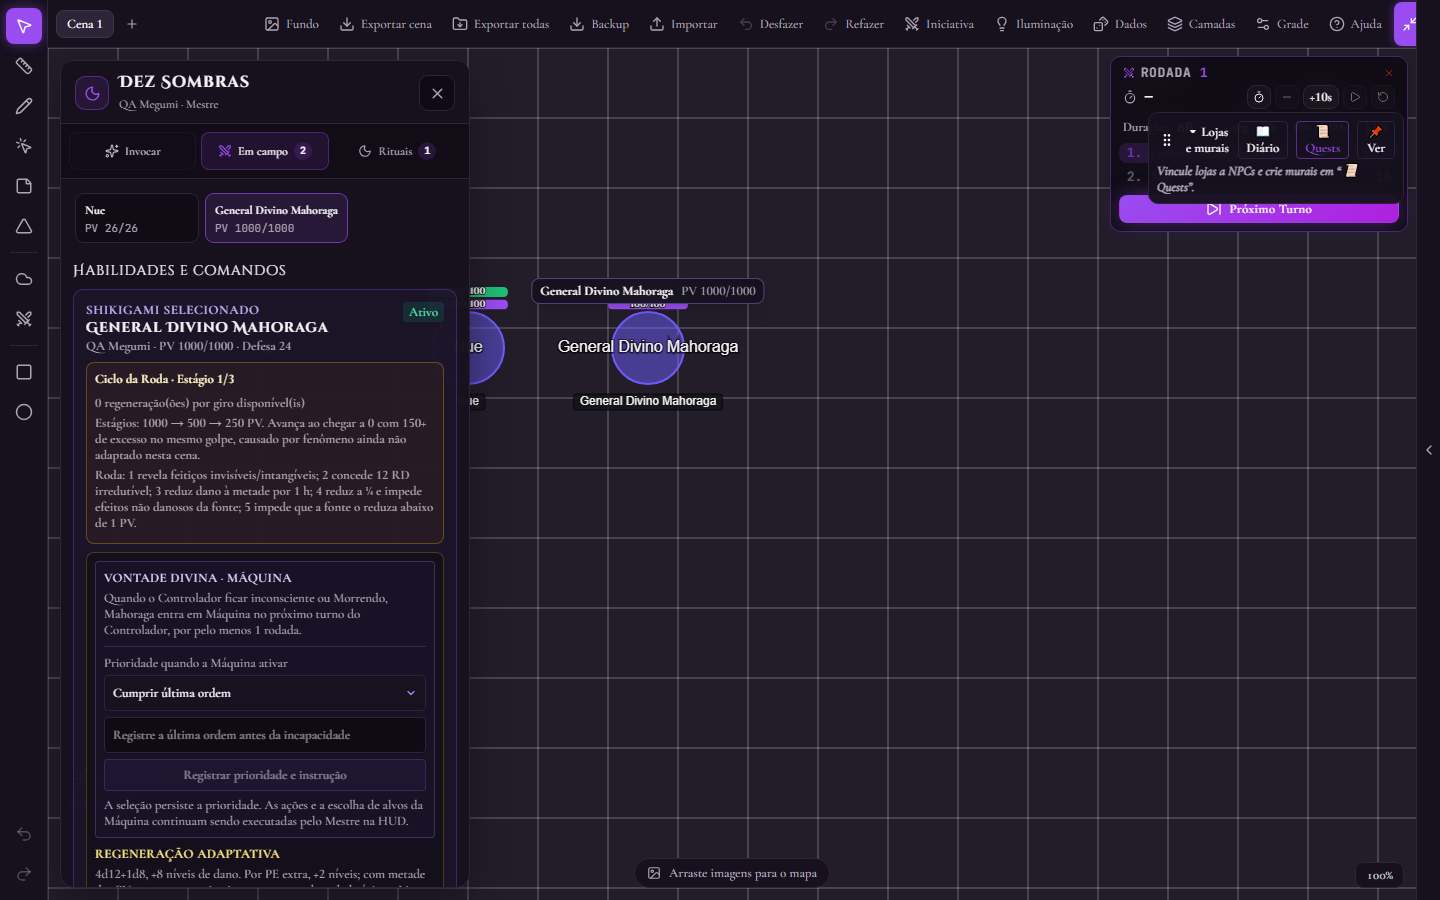 Cena 1
Fundo
Exportar cena
Exportar todas
Backup
Importar
Desfazer
Refazer
Iniciativa
Iluminação
Dados
Camadas
Grade
Ajuda
Dez Sombras
QA Megumi · Mestre
Invocar
Em campo 2
Rituais 1
Nue
PV 26/26
General Divino Mahoraga
PV 1000/1000
Habilidades e comandos
SHIKIGAMI SELECIONADO
General Divino Mahoraga
Ativo
QA Megumi · PV 1000/1000 · Defesa 24
Ciclo da Roda · Estágio 1/3
0 regeneração(ões) por giro disponível(is)
Estágios: 1000 → 500 → 250 PV. Avança ao chegar a 0 com 150+
de excesso no mesmo golpe, causado por fenômeno ainda não
adaptado nesta cena.
Roda: 1 revela feitiços invisíveis/intangíveis; 2 concede 12 RD
irredutível; 3 reduz dano à metade por 1 h; 4 reduz a ¼ e impede
efeitos não danosos da fonte; 5 impede que a fonte o reduza abaixo
de 1 PV.
VONTADE DIVINA · MÁQUINA
Quando o Controlador ficar inconsciente ou Morrendo,
Mahoraga entra em Máquina no próximo turno do
Controlador, por pelo menos 1 rodada.
Prioridade quando a Máquina ativar
Cumprir última ordem
Registre a última ordem antes da incapacidade
Registrar prioridade e instrução
A seleção persiste a prioridade. As ações e a escolha de alvos da
Máquina continuam sendo executadas pelo Mestre na HUD.
REGENERAÇÃO ADAPTATIVA
4d12+1d8, +8 níveis de dano. Por PE extra, +2 níveis; com metade
100
100
ue
ue
General Divino Mahoraga PV 1000/1000
General Divino Mahoraga
General Divino Mahoraga
RODADA 1
–
+10s
Dura
1.
2.
Lojas
e murais
Diário
Quests
Ver
Vincule lojas a NPCs e crie murais em “📜
Quests”.
Próximo Turno
Arraste imagens para o mapa
100%